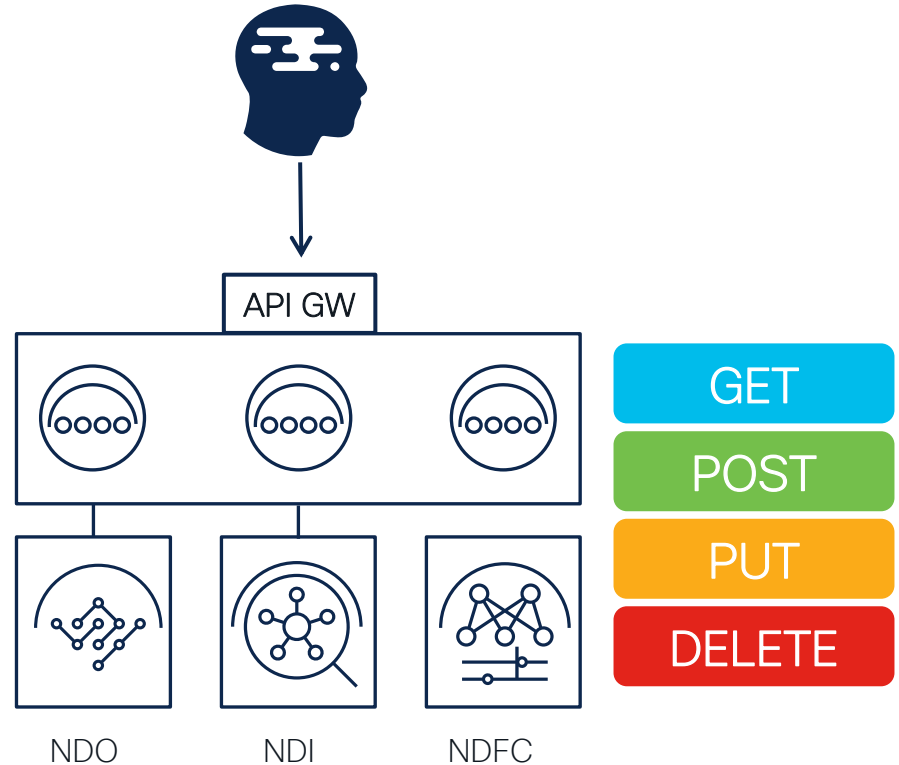 API GW
GET
POST
PUT
DELETE
NDO
NDI
NDFC